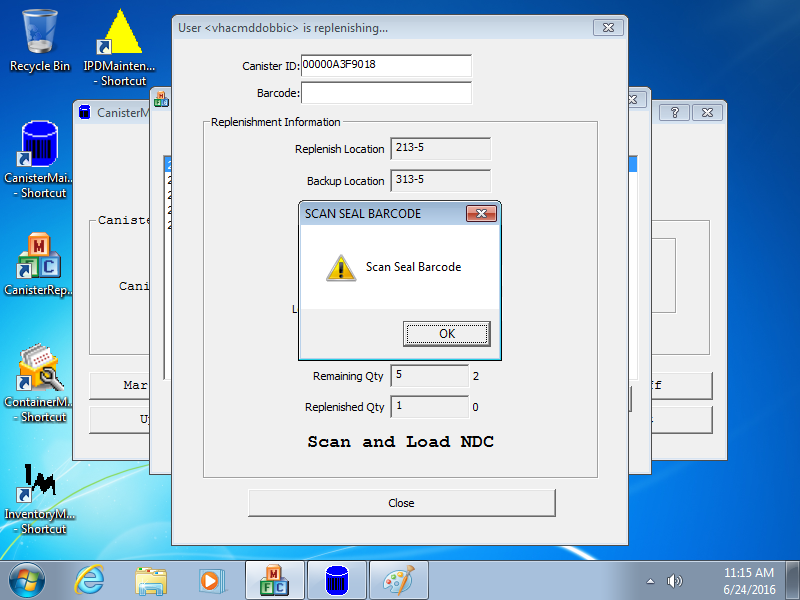 User <vhacmddobbic> is replenishing...
Recycle Bin
IPDMainten...
- Shortcut
Canister ID:
00000A3F9018
Barcode:
CanisterM
?
Replenishment Information
Replenish Location
213-5
Backup Location
313-5
CanisterMai...
- Shortcut
SCAN SEAL BARCODE
Scan Seal Barcode
OK
Caniste
Cani
CanisterRep...
L
Remaining Qty
5
2
Replenished Qty
1
0
Mar
ff
U
ContainerM...
- Shortcut
Scan and Load NDC
Close
InventoryM...
- Shortcut
11:15 AM
6/24/2016